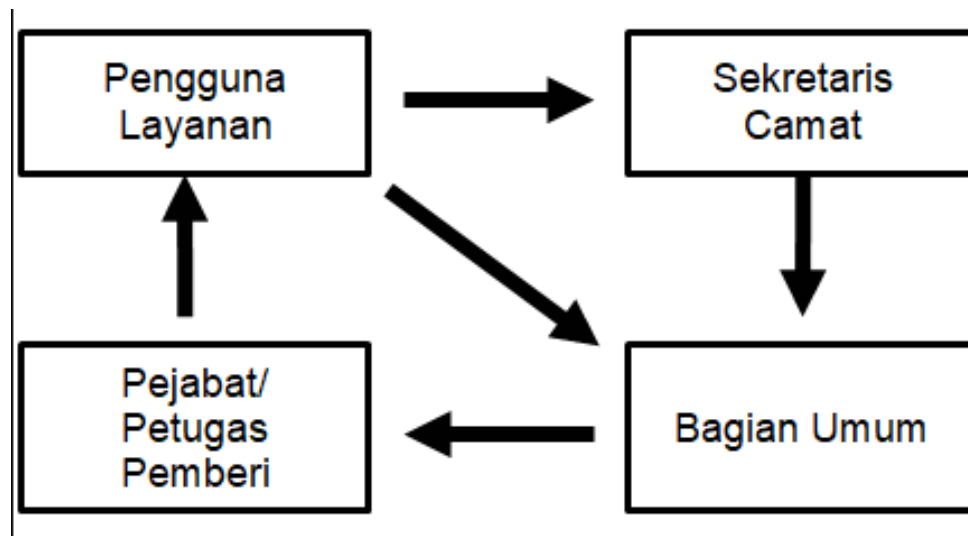 Pengguna
Layanan
Sekretaris
Camat
Pejabat/
Petugas
Pemberi
Bagian Umum